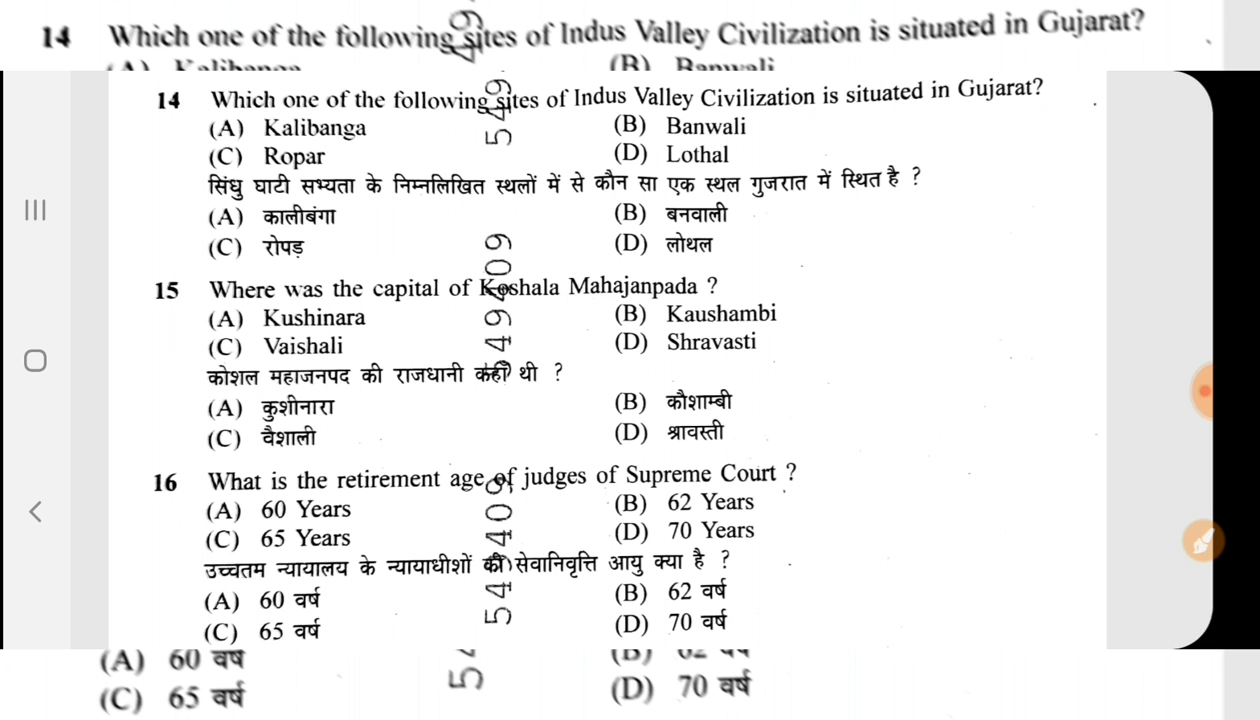 14 Which one of the following sites of Indus Valley Civilization is situated in Gujarat?
14 Which one of the following sites of Indus Valley Civilization is situated in Gujarat?
(A) Kalibanga (B) Banwali
(C) Ropar (D) Lothal
सिंधु घाटी सभ्यता के निम्नलिखित स्थलों में से कौन सा एक स्थल गुजरात में स्थित है ?
(A) कालीबंगा (B) बनवाली
(C) रोपड़ (D) लोथल
15 Where was the capital of Koshala Mahajanpada ?
(A) Kushinara (B) Kaushambi
(C) Vaishali (D) Shravasti
कोशल महाजनपद की राजधानी कहाँ थी ?
(A) कुशीनारा (B) कौशाम्बी
(C) वैशाली (D) श्रावस्ती
16 What is the retirement age of judges of Supreme Court ?
(A) 60 Years (B) 62 Years
(C) 65 Years (D) 70 Years
उच्चतम न्यायालय के न्यायाधीशों की सेवानिवृत्ति आयु क्या है ?
(A) 60 वर्ष (B) 62 वर्ष
(C) 65 वर्ष (D) 70 वर्ष
(A) 60 वर्ष
(C) 65 वर्ष (D) 70 वर्ष